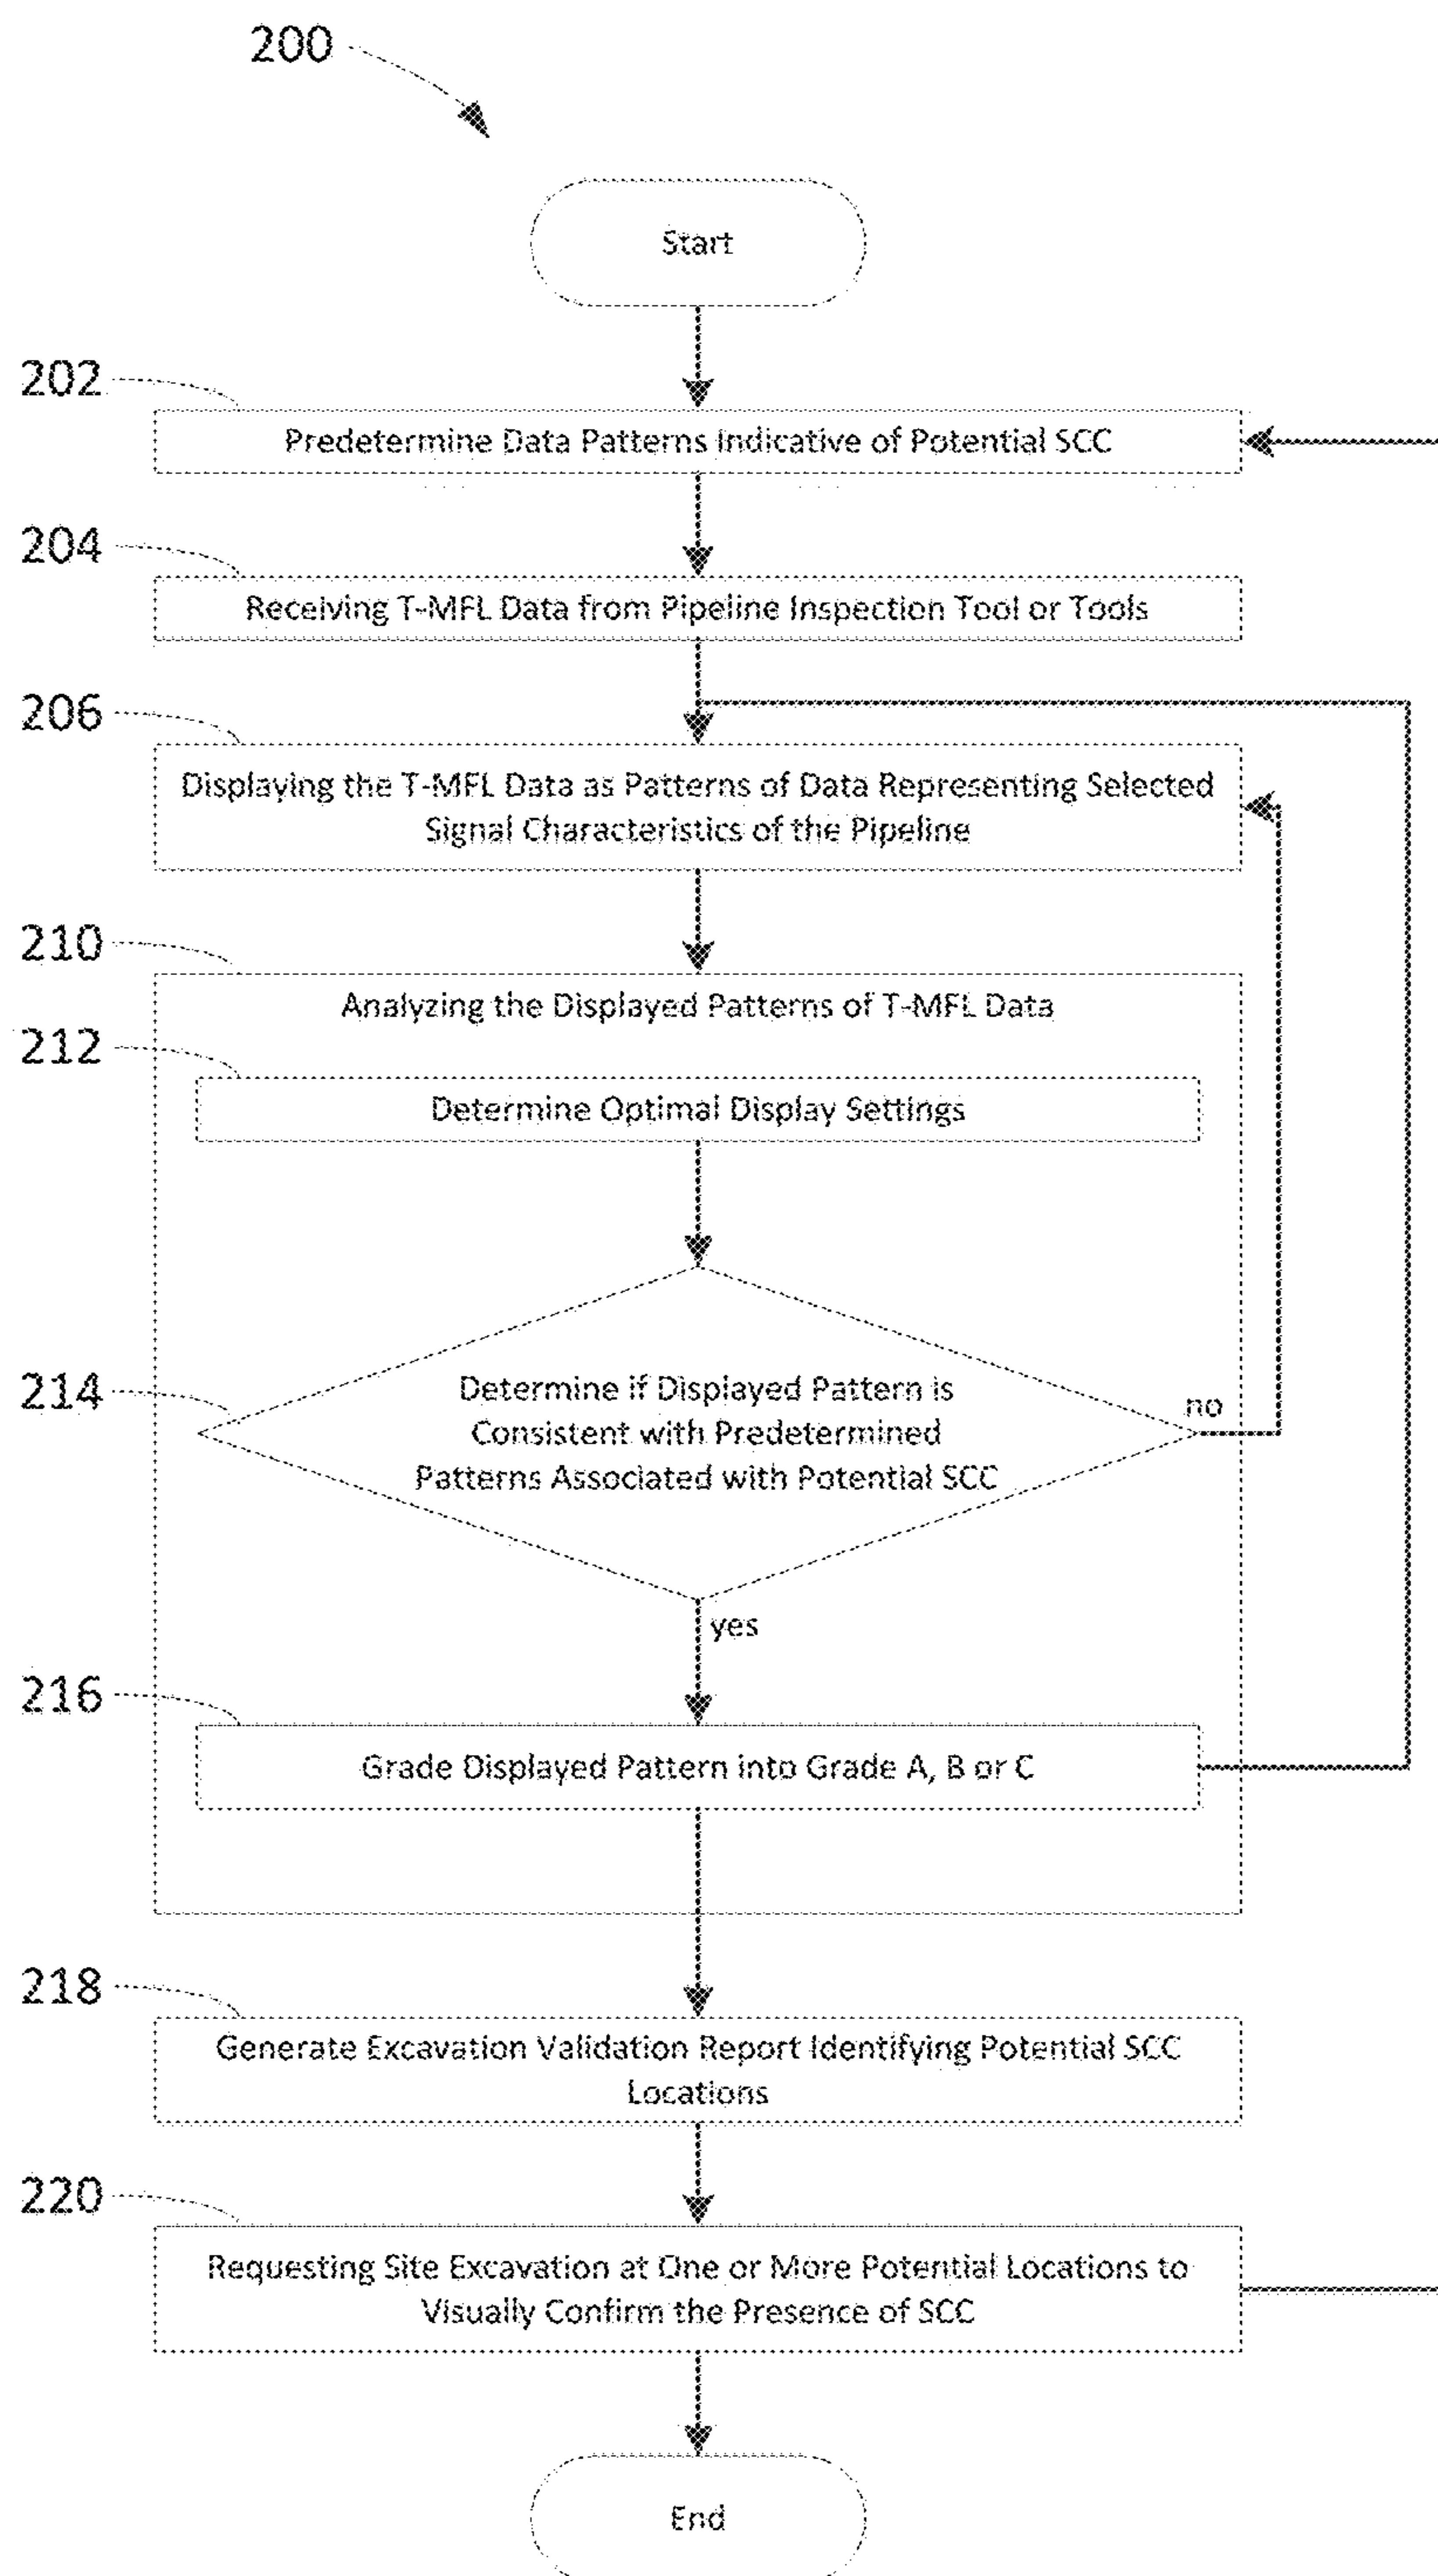 200
Start
202
Predetermine Data Patterns Indicative of Potential SCC
204
Receiving T-MFL Data from Pipeline Inspection Tool or Tools
206
Displaying the T-MFL Data as Patterns of Data Representing Selected
Signal Characteristics of the Pipeline
210
Analyzing the Displayed Patterns of T-MFL Data
212
Determine Optimal Display Settings
214
Determine if Displayed Pattern is
Consistent with Predetermined
Patterns Associated with Potential SCC
no
yes
216
Grade Displayed Pattern into Grade A, B or C
218
Generate Excavation Validation Report Identifying Potential SCC
Locations
220
Requesting Site Excavation at One or More Potential Locations to
Visually Confirm the Presence of SCC
End